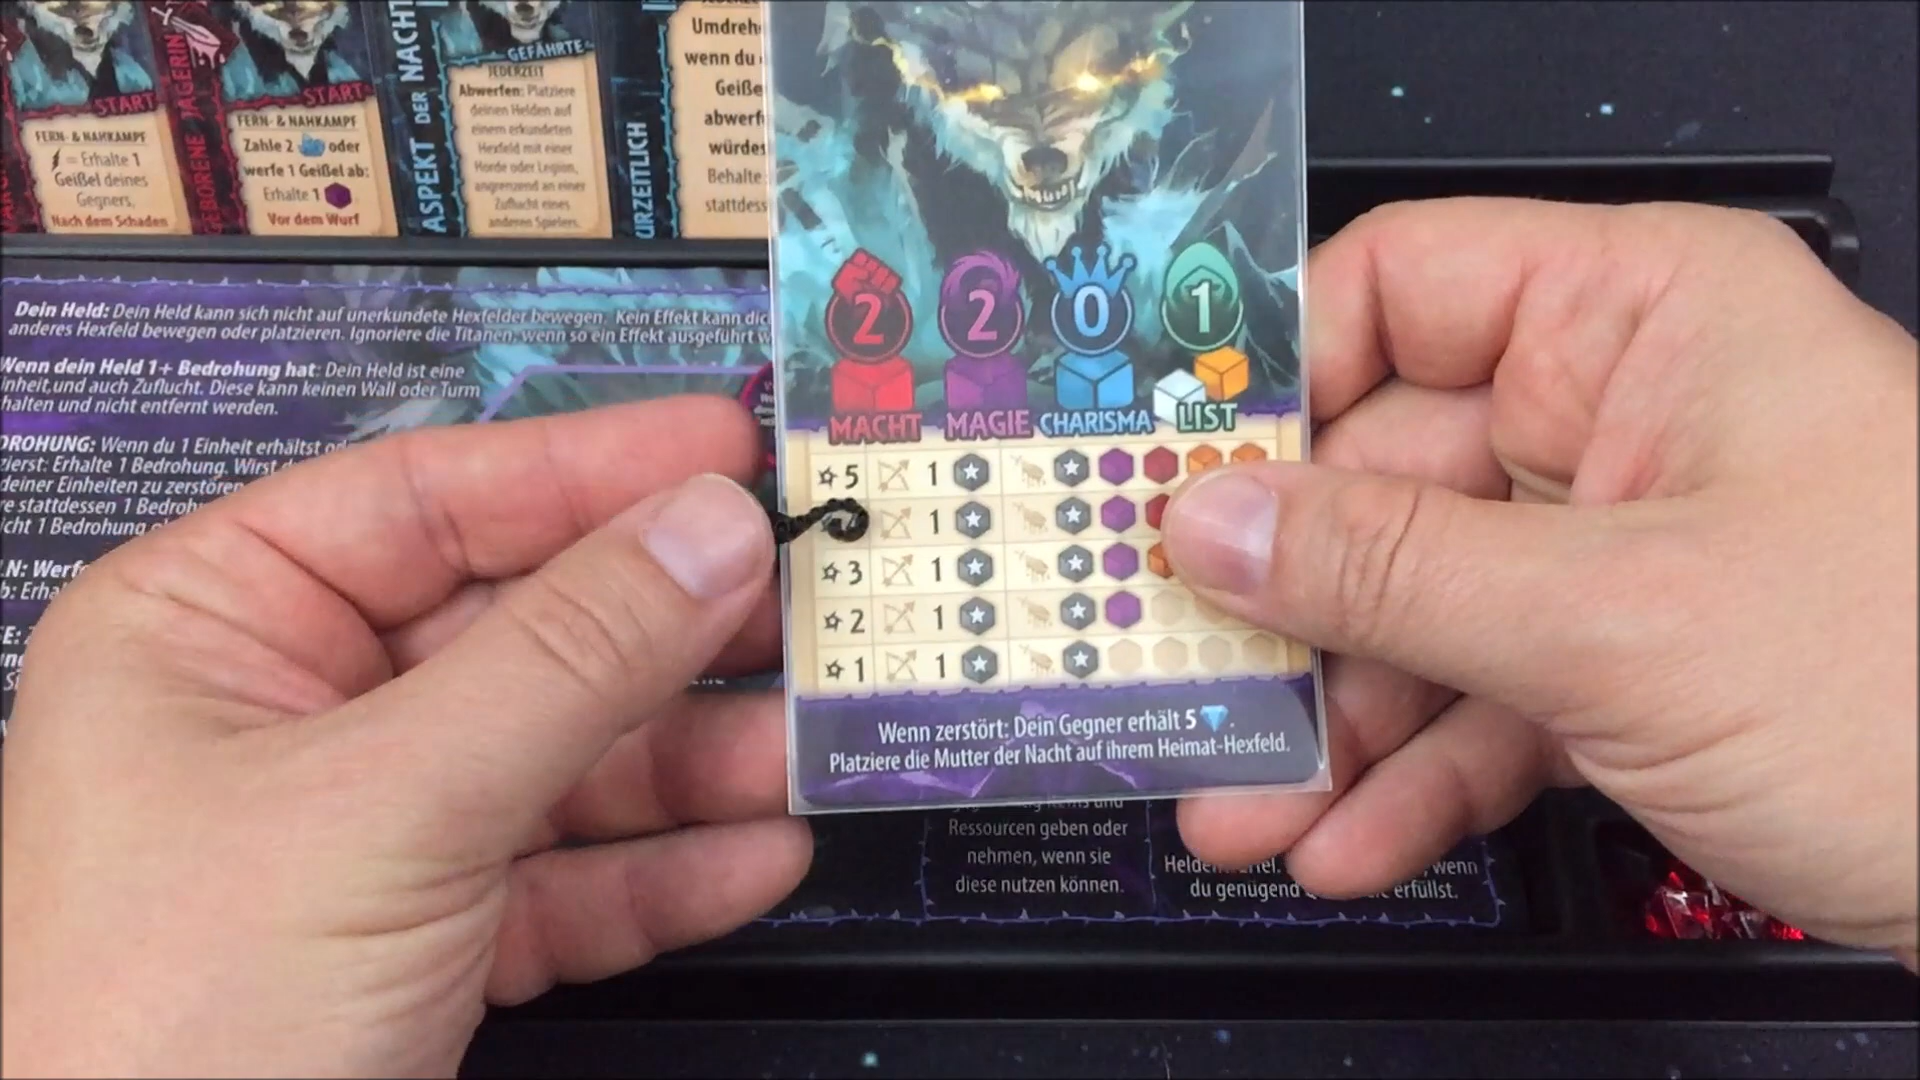 START
FERN- & NAHKAMPF
= Erhalte 1
Geißel deines
Gegners,
Nach dem Schaden
GEBORENE JÄGERIN
START
FERN- & NAHKAMPF
Zahle 2 oder
werfe 1 Geißel ab:
Erhalte 1
Vor dem Wurf
ASPEKT DER NACHT
GEFÄHRTE
JEDERZEIT
Abwerfen: Platziere
deinen Helden auf
einem erkundeten
Hexfeld mit einer
Horde oder Legion,
angrenzend an einer
Zuflucht eines
anderen Spielers.
URZEITLICH
Umdreh
wenn du
Geiße
abwerf
würdes
Behalte
stattdess
Dein Held: Dein Held kann sich nicht auf unerkundete Hexfelder bewegen. Kein Effekt kann dic
anderes Hexfeld bewegen oder platzieren. Ignoriere die Titanen, wenn so ein Effekt ausgeführt w
Wenn dein Held 1+ Bedrohung hat: Dein Held ist eine
inheit, und auch Zuflucht. Diese kann keinen Wall oder Turm
halten und nicht entfernt werden.
DROHUNG: Wenn du 1 Einheit erhältst od
zierst: Erhalte 1 Bedrohung. Wirst
deiner Einheiten zu zerstören
re stattdessen 1 Bedroh
icht 1 Bedrohung
LN: Werf
b: Erha
2 2 0 1
MACHT MAGIE CHARISMA LIST
5 1
1
3 1
2 1
1 1
Wenn zerstört: Dein Gegner erhält 5 .
Platziere die Mutter der Nacht auf ihrem Heimat-Hexfeld.
Ressourcen geben oder
nehmen, wenn sie
diese nutzen können.
wenn
du genügend erfüllst.